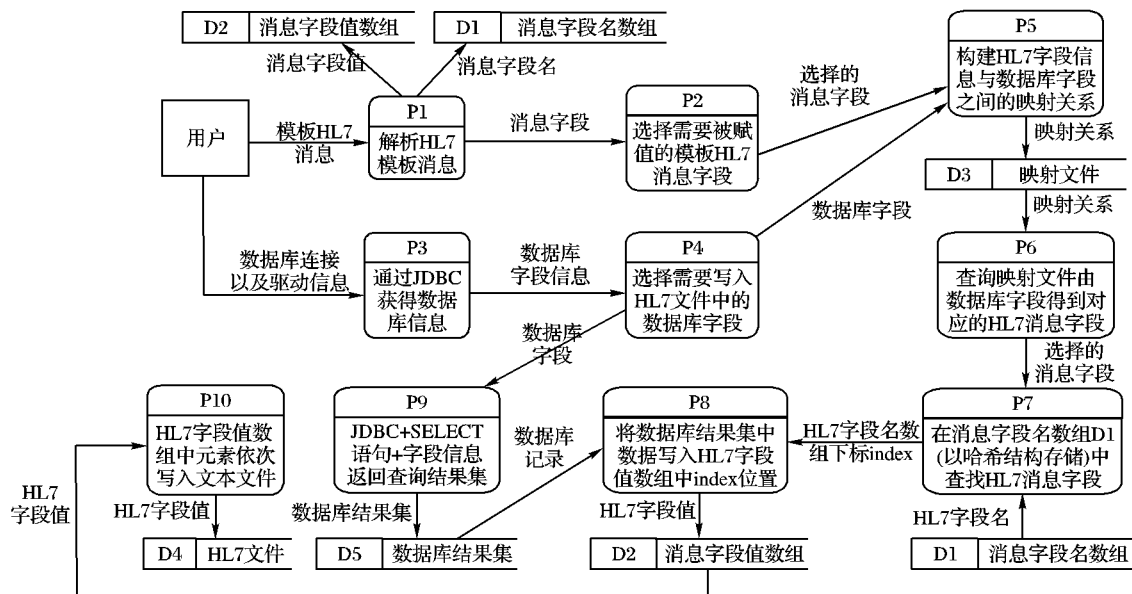 D2 消息字段值数组
D1 消息字段名数组
消息字段值
消息字段名
用户
模板HL7
消息
P1
解析HL7
模板消息
消息字段
P2
选择需要被赋
值的模板HL7
消息字段
选择的
消息字段
P5
构建HL7字段信
息与数据库字段
之间的映射关系
映射关系
D3 映射文件
映射关系
数据库连接
以及驱动信息
P3
通过JDBC
获得数据
库信息
数据库
字段信息
P4
选择需要写入
HL7文件中的
数据库字段
数据库字段
P6
查询映射文件由
数据库字段得到对
应的HL7消息字段
数据库
字段
选择的
消息字段
P10
HL7字段值数
组中元素依次
写入文本文件
P9
JDBC+SELECT
语句+字段信息
返回查询结果集
数据库
记录
P8
将数据库结果集中
数据写入HL7字段
值数组中index位置
HL7字段名数
组下标index
P7
在消息字段名数组D1
(以哈希结构存储)中
查找HL7消息字段
HL7
字段值
HL7字段值
数据库结果集
HL7字段值
HL7字段名
D4 HL7文件
D5 数据库结果集
D2 消息字段值数组
D1 消息字段名数组